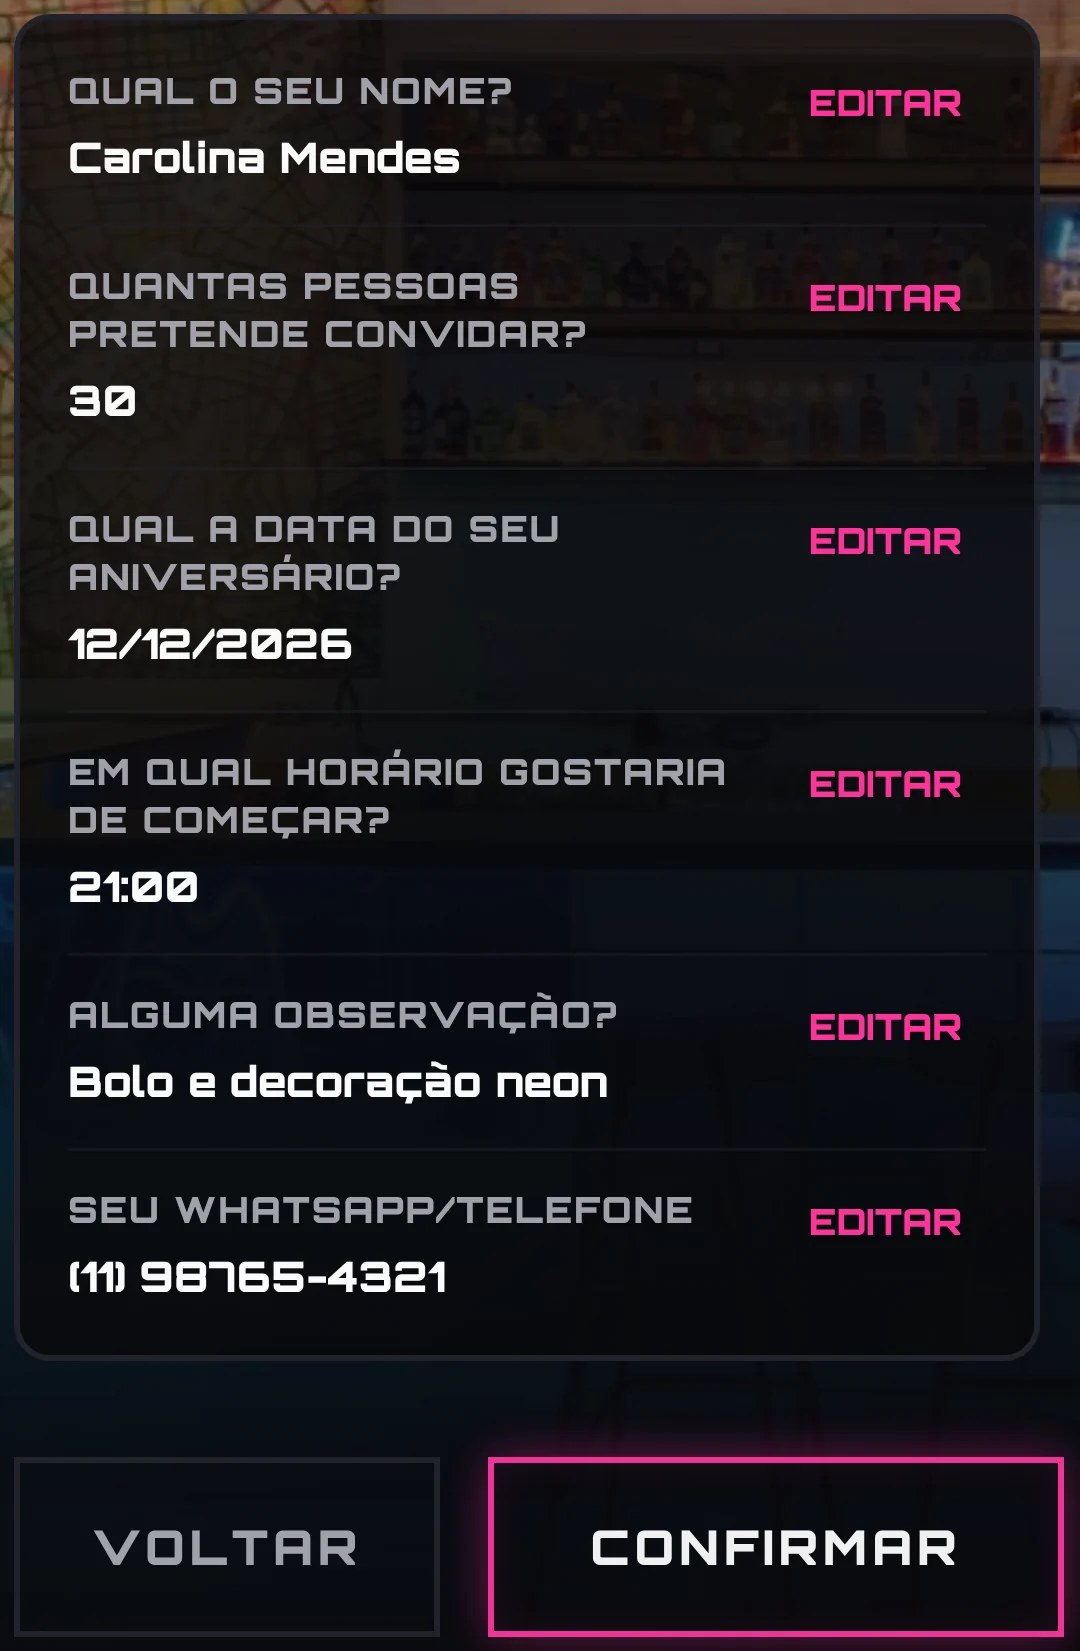 QUAL O SEU NOME?
EDITAR
Carolina Mendes
QUANTAS PESSOAS
PRETENDE CONVIDAR?
EDITAR
30
QUAL A DATA DO SEU
ANIVERSÁRIO?
EDITAR
12/12/2026
EM QUAL HORÁRIO GOSTARIA
DE COMEÇAR?
EDITAR
21:00
ALGUMA OBSERVAÇÃO?
EDITAR
Bolo e decoração neon
SEU WHATSAPP/TELEFONE
EDITAR
(11) 98765-4321
VOLTAR
CONFIRMAR